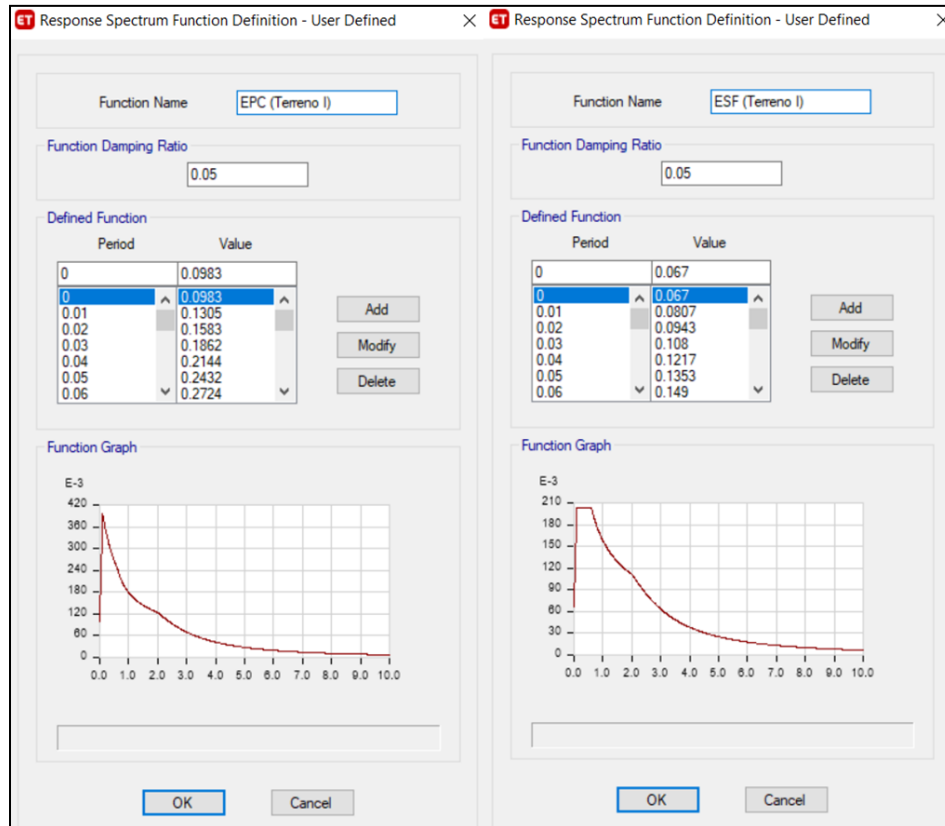 ET Response Spectrum Function Definition - User Defined
Function Name EPC (Terreno I)
Function Damping Ratio
0.05
Defined Function
Period Value
0 0.0983
0 0.0983
0.01 0.1305
0.02 0.1583
0.03 0.1862
0.04 0.2144
0.05 0.2432
0.06 0.2724
Add
Modify
Delete
Function Graph
E-3
420
360
300
240
180
120
60
0
0.0 1.0 2.0 3.0 4.0 5.0 6.0 7.0 8.0 9.0 10.0
OK Cancel
ET Response Spectrum Function Definition - User Defined
Function Name ESF (Terreno I)
Function Damping Ratio
0.05
Defined Function
Period Value
0 0.067
0 0.067
0.01 0.0807
0.02 0.0943
0.03 0.108
0.04 0.1217
0.05 0.1353
0.06 0.149
Add
Modify
Delete
Function Graph
E-3
210
180
150
120
90
60
30
0
0.0 1.0 2.0 3.0 4.0 5.0 6.0 7.0 8.0 9.0 10.0
OK Cancel